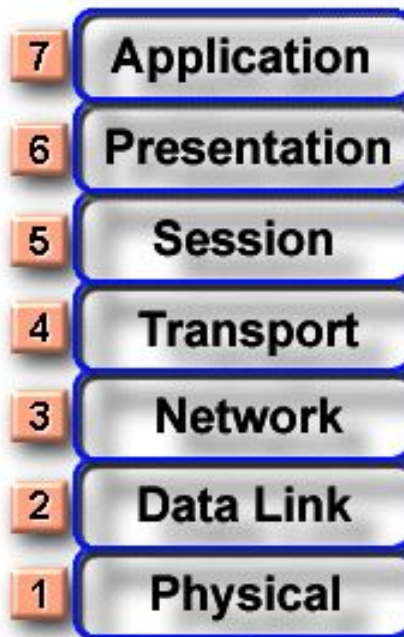 7 Application
6 Presentation
5 Session
4 Transport
3 Network
2 Data Link
1 Physical